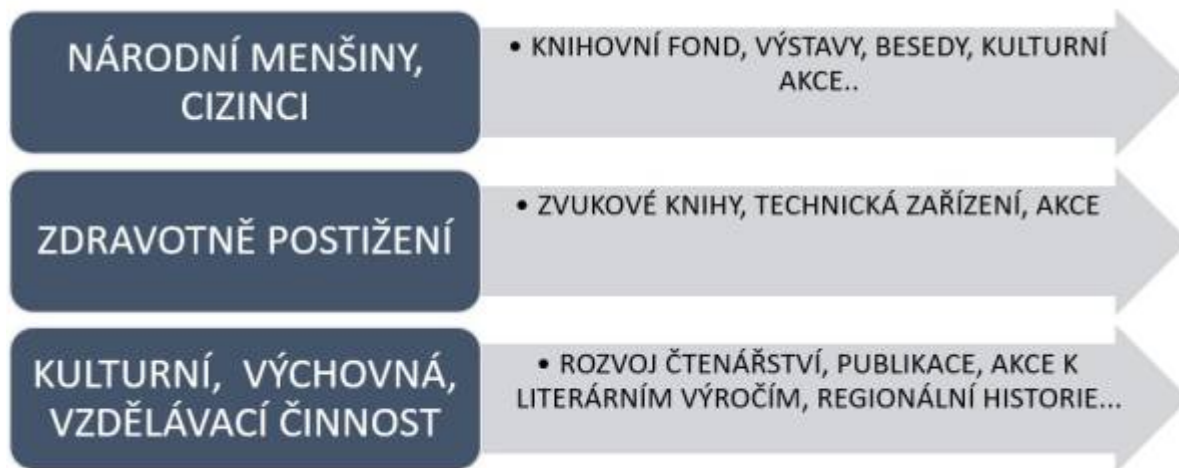 NÁRODNÍ MENŠINY,
CIZINCI
• KNIHOVNÍ FOND, VÝSTAVY, BESEDY, KULTURNÍ
AKCE..
ZDRAVOTNĚ POSTIŽENÍ
• ZVUKOVÉ KNIHY, TECHNICKÁ ZAŘÍZENÍ, AKCE
KULTURNÍ, VÝCHOVNÁ,
VZDĚLÁVACÍ ČINNOST
• ROZVOJ ČTENÁŘSTVÍ, PUBLIKACE, AKCE K
LITERÁRNÍM VÝROČÍM, REGIONÁLNÍ HISTORIE...